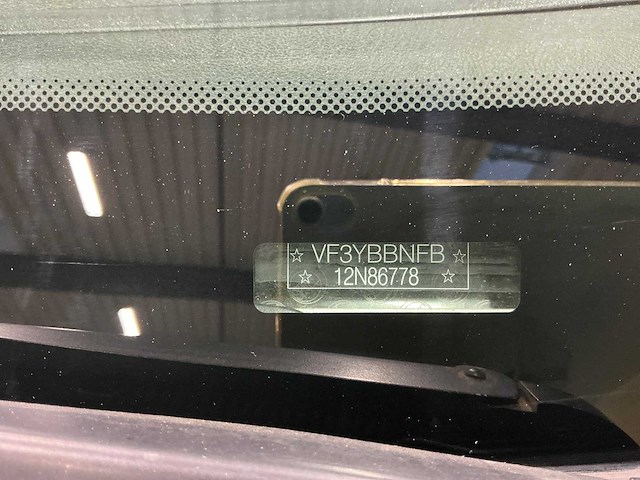 ☆ VF3YBBNFB ☆
☆ 12N86778 ☆